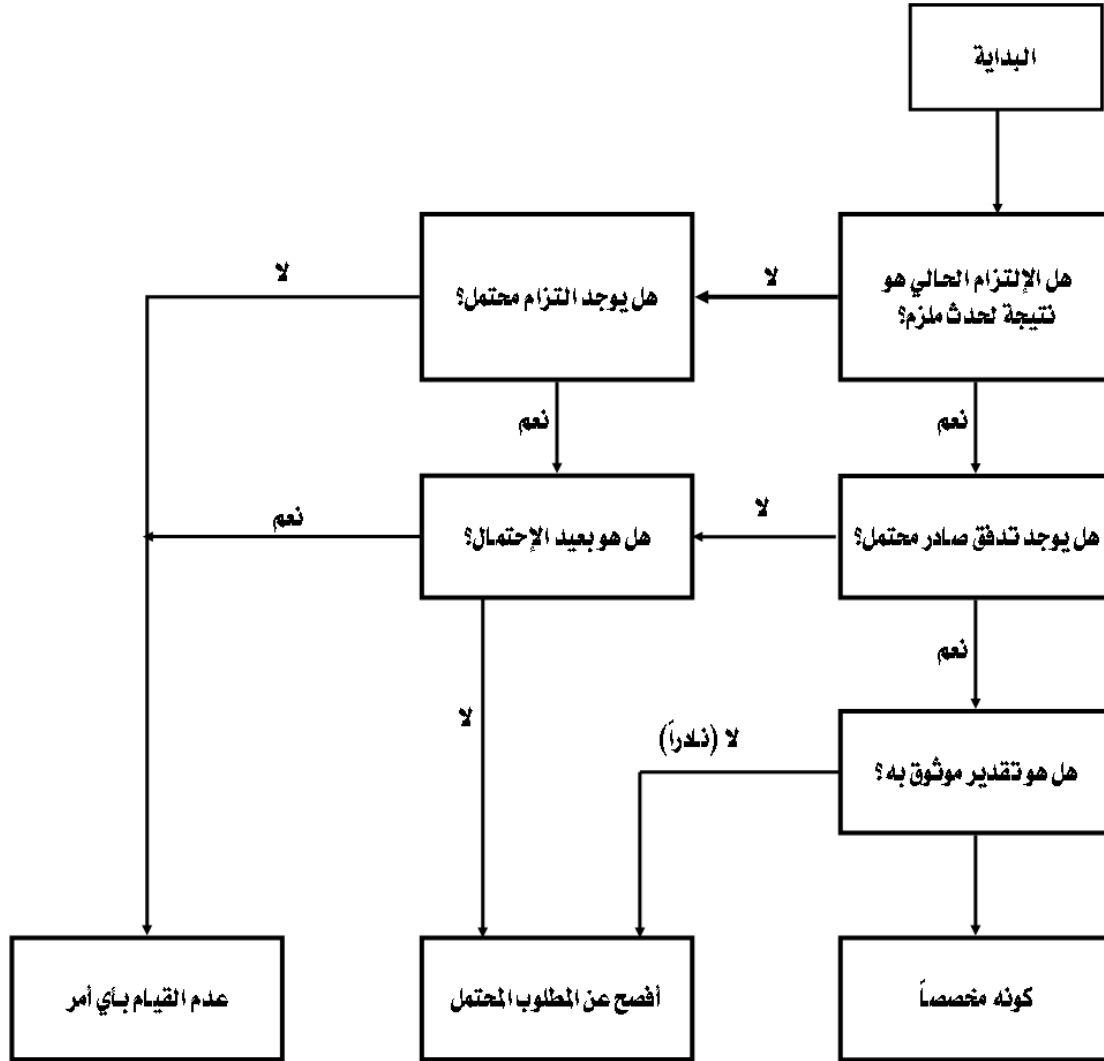 البداية
هل الإلتزام الحالي هو
نتيجة لحدث ملزم؟
لا
هل يوجد التزام محتمل؟
لا
نعم
نعم
هل يوجد تدفق صادر محتمل؟
لا
هل هو بعيد الإحتمال؟
نعم
نعم
لا
هل هو تقدير موثوق به؟
لا (نادراً)
كونه مخصصاً
أفصح عن المطلوب المحتمل
عدم القيام بأي أمر